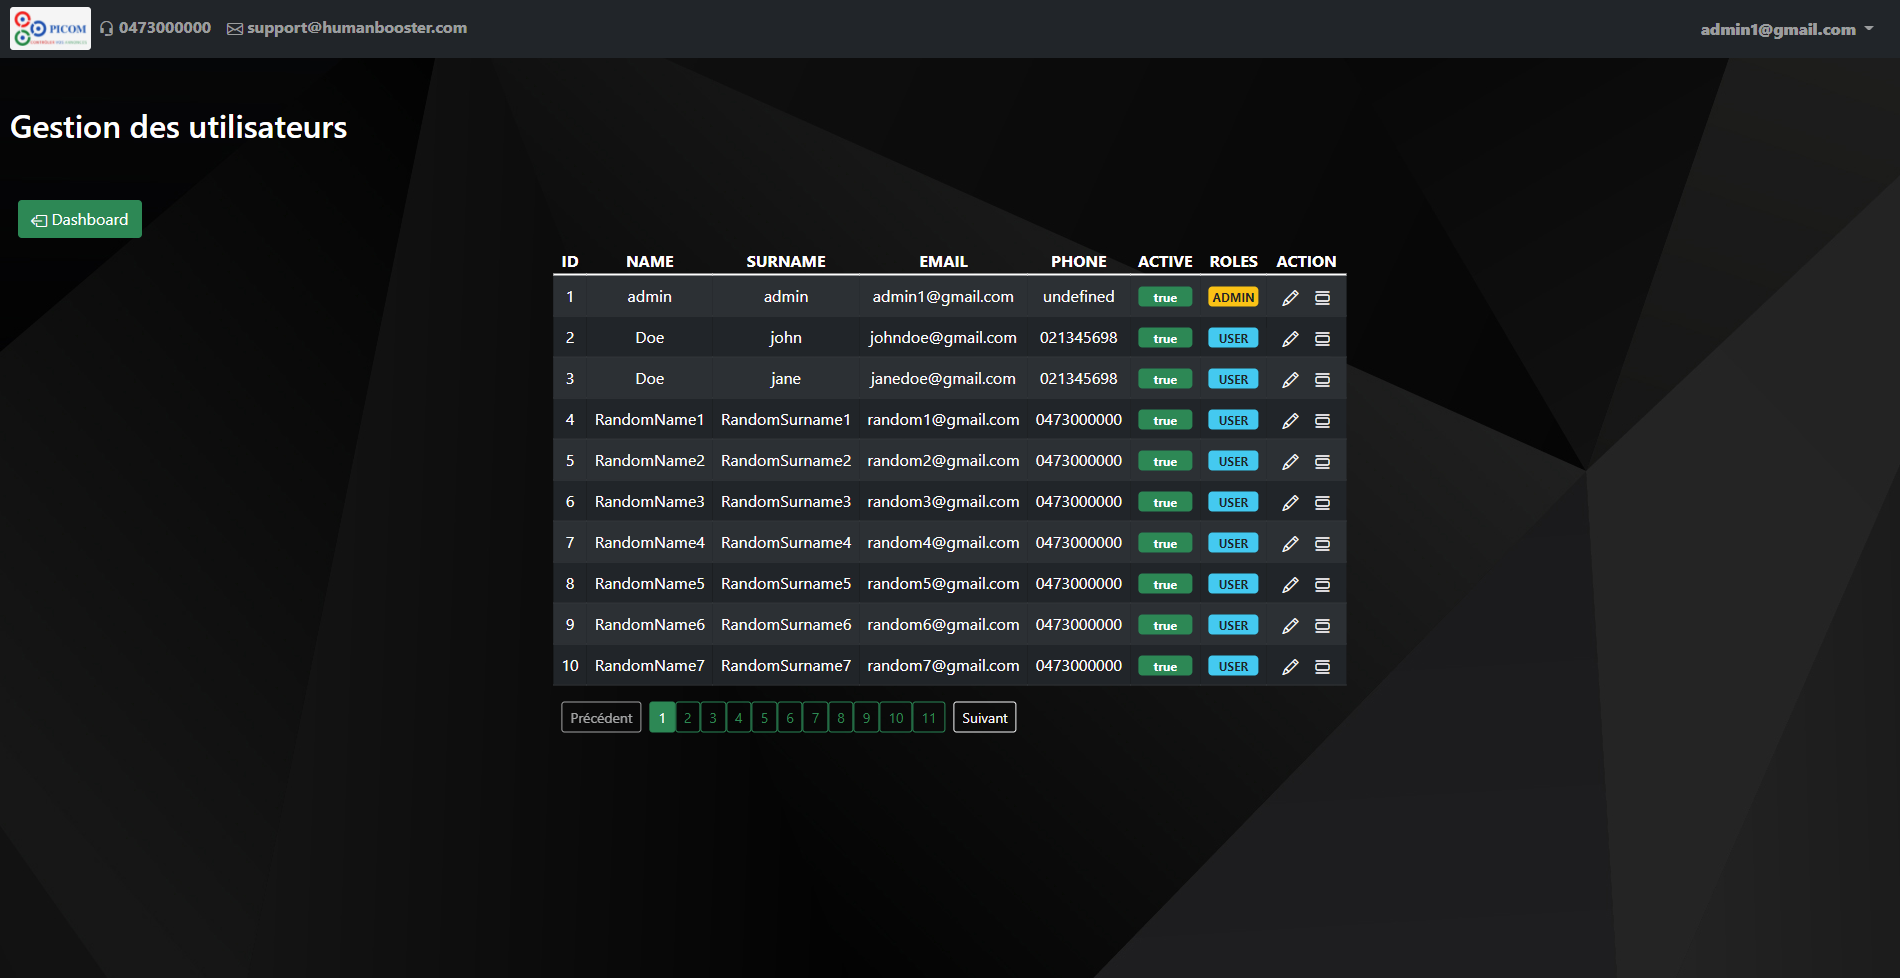 PICOM 0473000000 support@humanbooster.com admin1@gmail.com
Gestion des utilisateurs
Dashboard
ID NAME SURNAME EMAIL PHONE ACTIVE ROLES ACTION
1 admin admin admin1@gmail.com undefined true ADMIN
2 Doe john johndoe@gmail.com 021345698 true USER
3 Doe jane janedoe@gmail.com 021345698 true USER
4 RandomName1 RandomSurname1 random1@gmail.com 0473000000 true USER
5 RandomName2 RandomSurname2 random2@gmail.com 0473000000 true USER
6 RandomName3 RandomSurname3 random3@gmail.com 0473000000 true USER
7 RandomName4 RandomSurname4 random4@gmail.com 0473000000 true USER
8 RandomName5 RandomSurname5 random5@gmail.com 0473000000 true USER
9 RandomName6 RandomSurname6 random6@gmail.com 0473000000 true USER
10 RandomName7 RandomSurname7 random7@gmail.com 0473000000 true USER
Précédent 1 2 3 4 5 6 7 8 9 10 11 Suivant